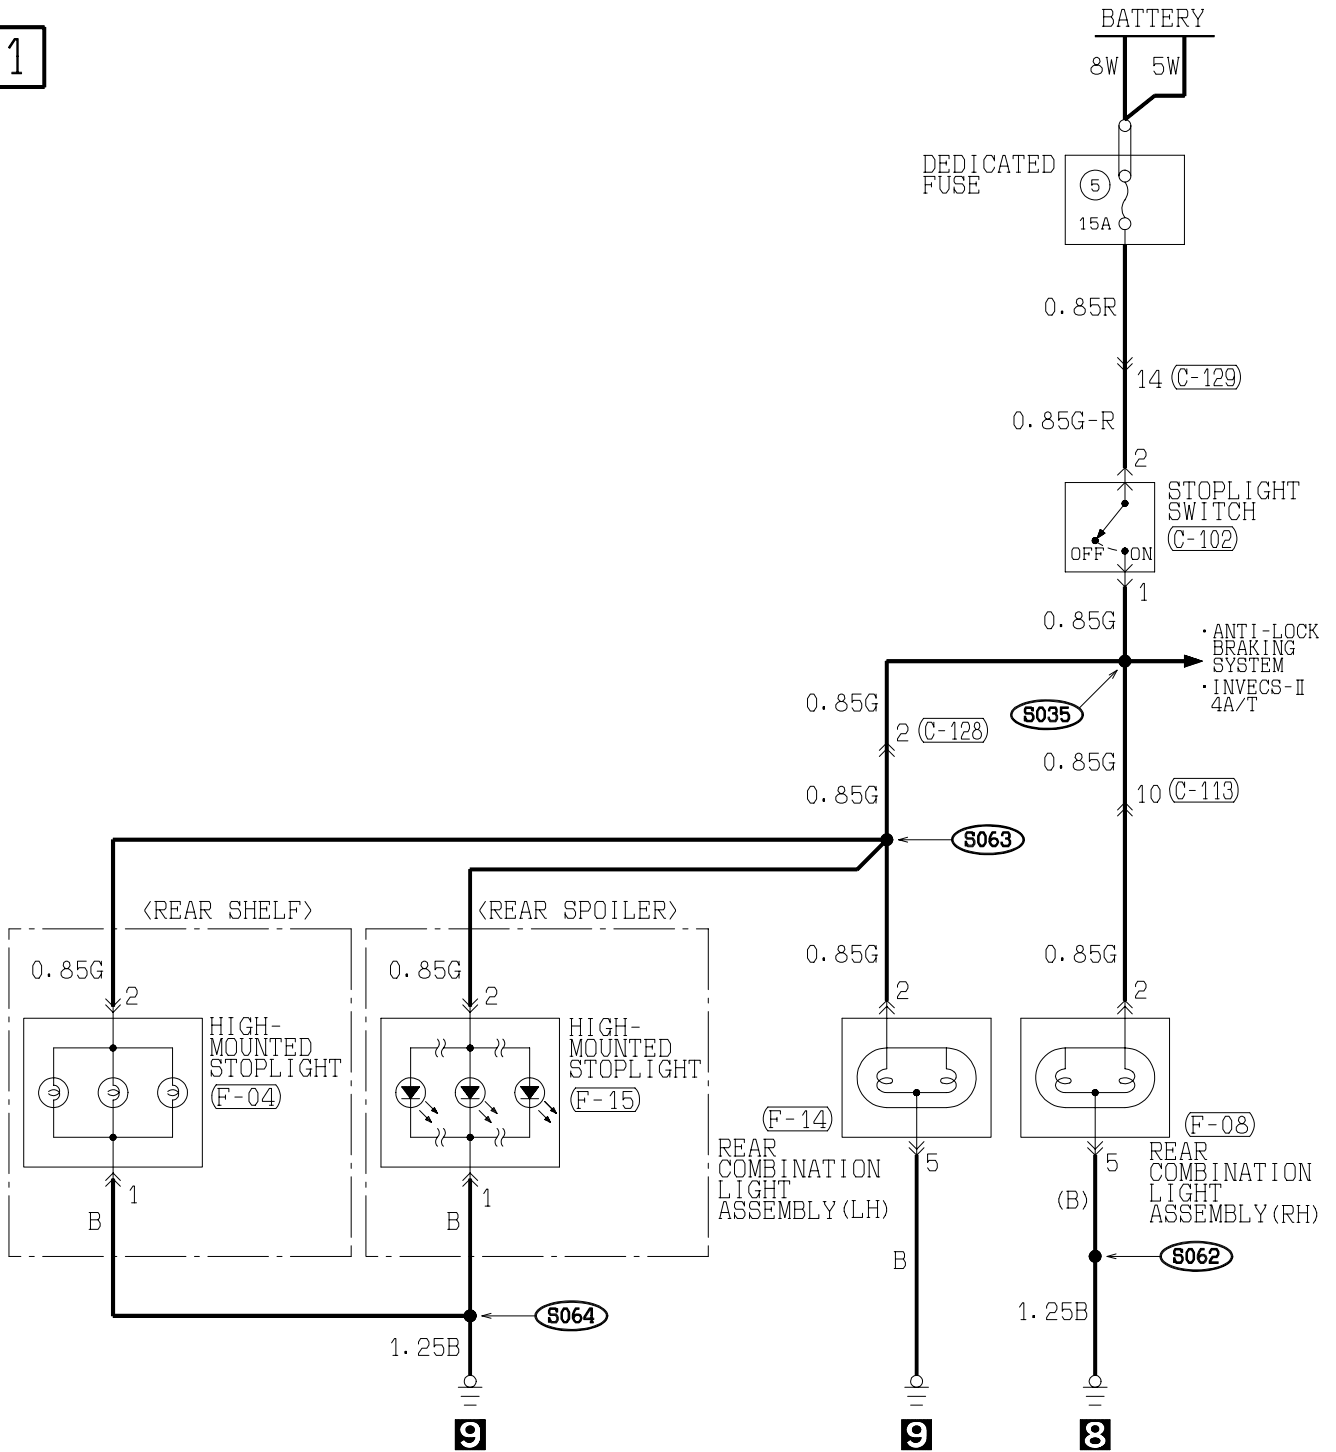 1
BATTERY
8W 5W
DEDICATED
FUSE
5
15A
0.85R
14 (C-129)
0.85G-R
2
STOPLIGHT
SWITCH
(C-102)
OFF ON
1
0.85G
・ANTI-LOCK
BRAKING
SYSTEM
・INVECS-Ⅱ
4A/T
0.85G
S035
2 (C-128)
0.85G
0.85G
10 (C-113)
S063
〈REAR SHELF〉
〈REAR SPOILER〉
0.85G
0.85G
0.85G
0.85G
2
2
2
2
HIGH-
MOUNTED
STOPLIGHT
(F-04)
HIGH-
MOUNTED
STOPLIGHT
(F-15)
(F-14)
REAR
COMBINATION
LIGHT
ASSEMBLY(LH)
(F-08)
REAR
COMBINATION
LIGHT
ASSEMBLY(RH)
1
1
5
5
B
B
(B)
B
S062
S064
1.25B
1.25B
9
9
8